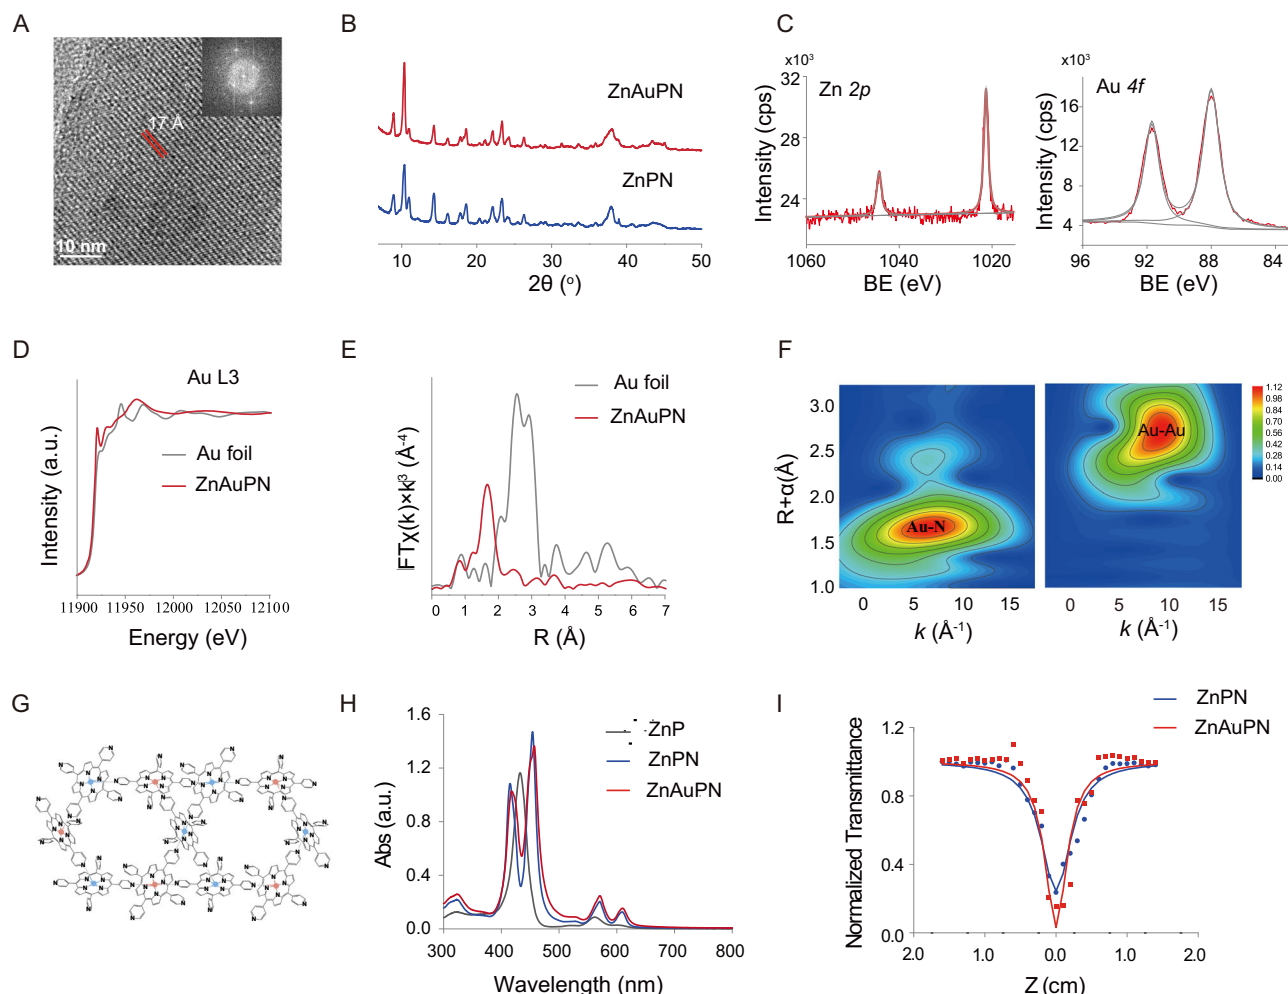 A
17 Å
10 nm
B
ZnAuPN
ZnPN
10 20 30 40 50
2θ (°)
C
x10³
32
28
24
Intensity (cps)
Zn 2p
1060 1040 1020
BE (eV)
x10³
16
12
8
4
Intensity (cps)
Au 4f
96 92 88 84
BE (eV)
D
Au L3
Au foil
ZnAuPN
Intensity (a.u.)
11900 11950 12000 12050 12100
Energy (eV)
E
Au foil
ZnAuPN
|FTχ(k)×k³ (Å⁻⁴)
0 1 2 3 4 5 6 7
R (Å)
F
3.0
2.5
2.0
1.5
1.0
R+α(Å)
Au-N
0 5 10 15
k (Å⁻¹)
Au-Au
0 5 10 15
k (Å⁻¹)
1.12
0.98
0.84
0.70
0.56
0.42
0.28
0.14
0.00
G
H
1.6
1.2
0.8
0.4
0.0
Abs (a.u.)
ZnP
ZnPN
ZnAuPN
300 400 500 600 700 800
Wavelength (nm)
I
ZnPN
ZnAuPN
1.2
0.8
0.4
0.0
Normalized Transmittance
2.0 1.0 0.0 1.0 2.0
Z (cm)